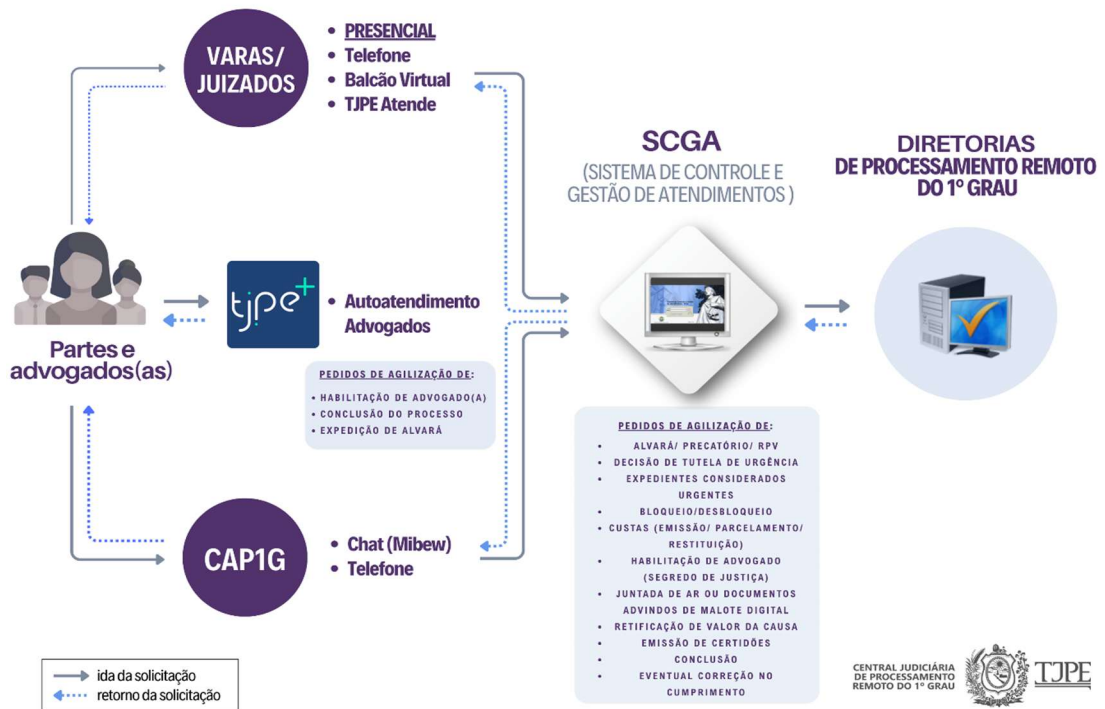 VARAS/
JUIZADOS
• PRESENCIAL
• Telefone
• Balcão Virtual
• TJPE Atende
SCGA
(SISTEMA DE CONTROLE E
GESTÃO DE ATENDIMENTOS )
DIRETORIAS
DE PROCESSAMENTO REMOTO
DO 1º GRAU
Partes e
advogados(as)
tjpe+
• Autoatendimento
Advogados
PEDIDOS DE AGILIZAÇÃO DE:
• HABILITAÇÃO DE ADVOGADO(A)
• CONCLUSÃO DO PROCESSO
• EXPEDIÇÃO DE ALVARÁ
CAP1G
• Chat (Mibew)
• Telefone
PEDIDOS DE AGILIZAÇÃO DE:
• ALVARÁ/ PRECATÓRIO/ RPV
• DECISÃO DE TUTELA DE URGÊNCIA
• EXPEDIENTES CONSIDERADOS
URGENTES
• BLOQUEIO/DESBLOQUEIO
• CUSTAS (EMISSÃO/ PARCELAMENTO/
RESTITUIÇÃO)
• HABILITAÇÃO DE ADVOGADO
(SEGREDO DE JUSTIÇA)
• JUNTADA DE AR OU DOCUMENTOS
ADVINDOS DE MALOTE DIGITAL
• RETIFICAÇÃO DE VALOR DA CAUSA
• EMISSÃO DE CERTIDÕES
• CONCLUSÃO
• EVENTUAL CORREÇÃO NO
CUMPRIMENTO
ida da solicitação
retorno da solicitação
CENTRAL JUDICIÁRIA
DE PROCESSAMENTO
REMOTO DO 1º GRAU
TJPE